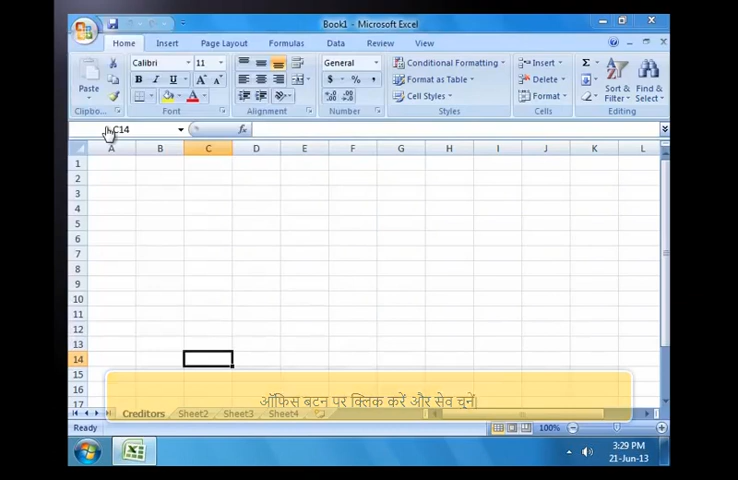 Book1 - Microsoft Excel
Home Insert Page Layout Formulas Data Review View
Calibri 11 General Conditional Formatting Insert Σ
Paste B I U $ % , Format as Table Delete Sort & Filter Find & Select
A Cell Styles Format
Clipbo... Font Alignment Number Styles Cells Editing
C14 fx
A B C D E F G H I J K L
1
2
3
4
5
6
7
8
9
10
11
12
13
14
15
16
17
ऑफिस बटन पर क्लिक करें और सेव चुनें|
Creditors Sheet2 Sheet3 Sheet4
Ready 100%
3:29 PM
21-Jun-13